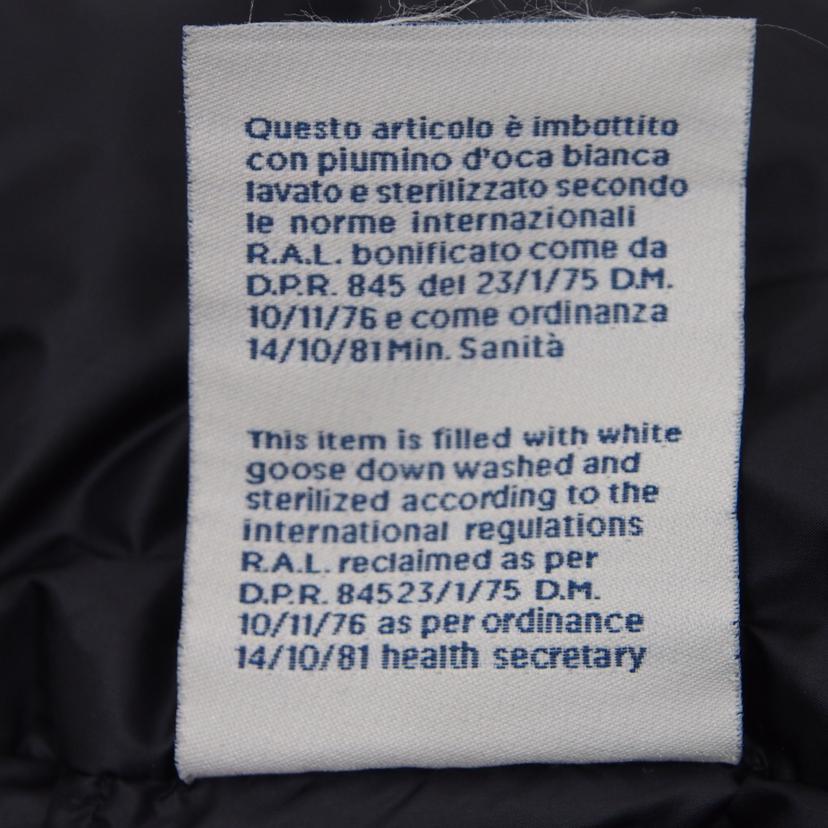 Questo articolo è imbottito
con piumino d'oca bianca
lavato e sterilizzato secondo
le norme internazionali
R.A.L. bonificato come da
D.P.R. 845 del 23/1/75 D.M.
10/11/76 e come ordinanza
14/10/81 Min. Sanità
This item is filled with white
goose down washed and
sterilized according to the
international regulations
R.A.L. reclaimed as per
D.P.R. 84523/1/75 D.M.
10/11/76 as per ordinance
14/10/81 health secretary